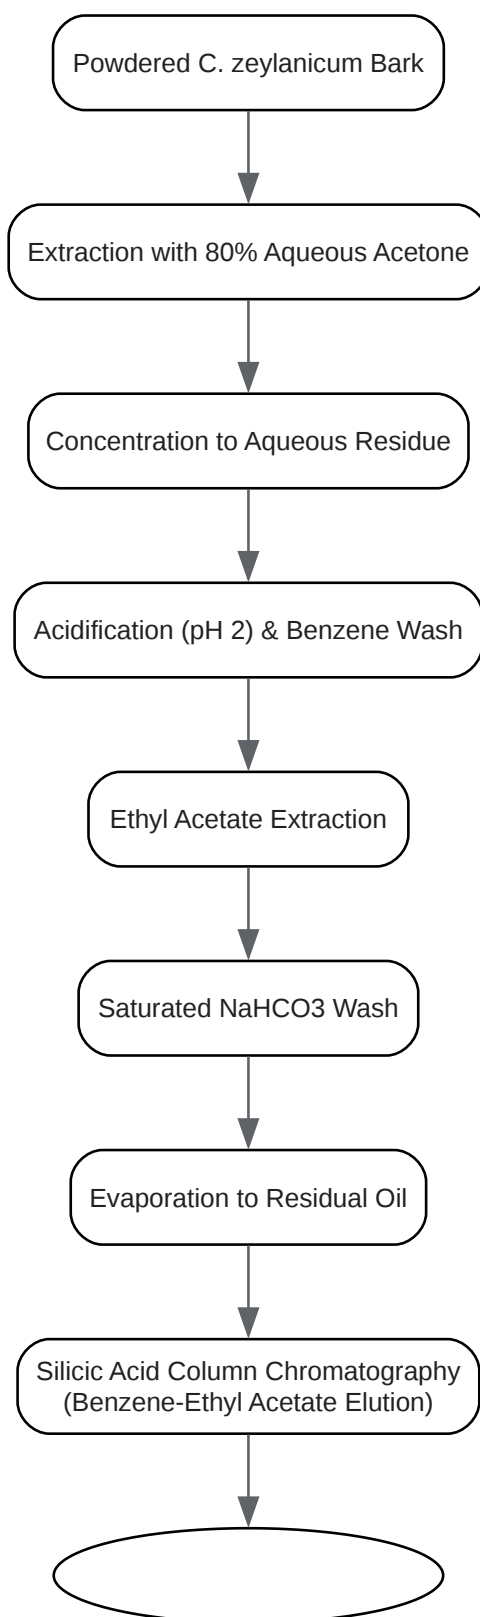 Powdered C. zeylanicum Bark
Extraction with 80% Aqueous Acetone
Concentration to Aqueous Residue
Acidification (pH 2) & Benzene Wash
Ethyl Acetate Extraction
Saturated NaHCO3 Wash
Evaporation to Residual Oil
Silicic Acid Column Chromatography
(Benzene-Ethyl Acetate Elution)